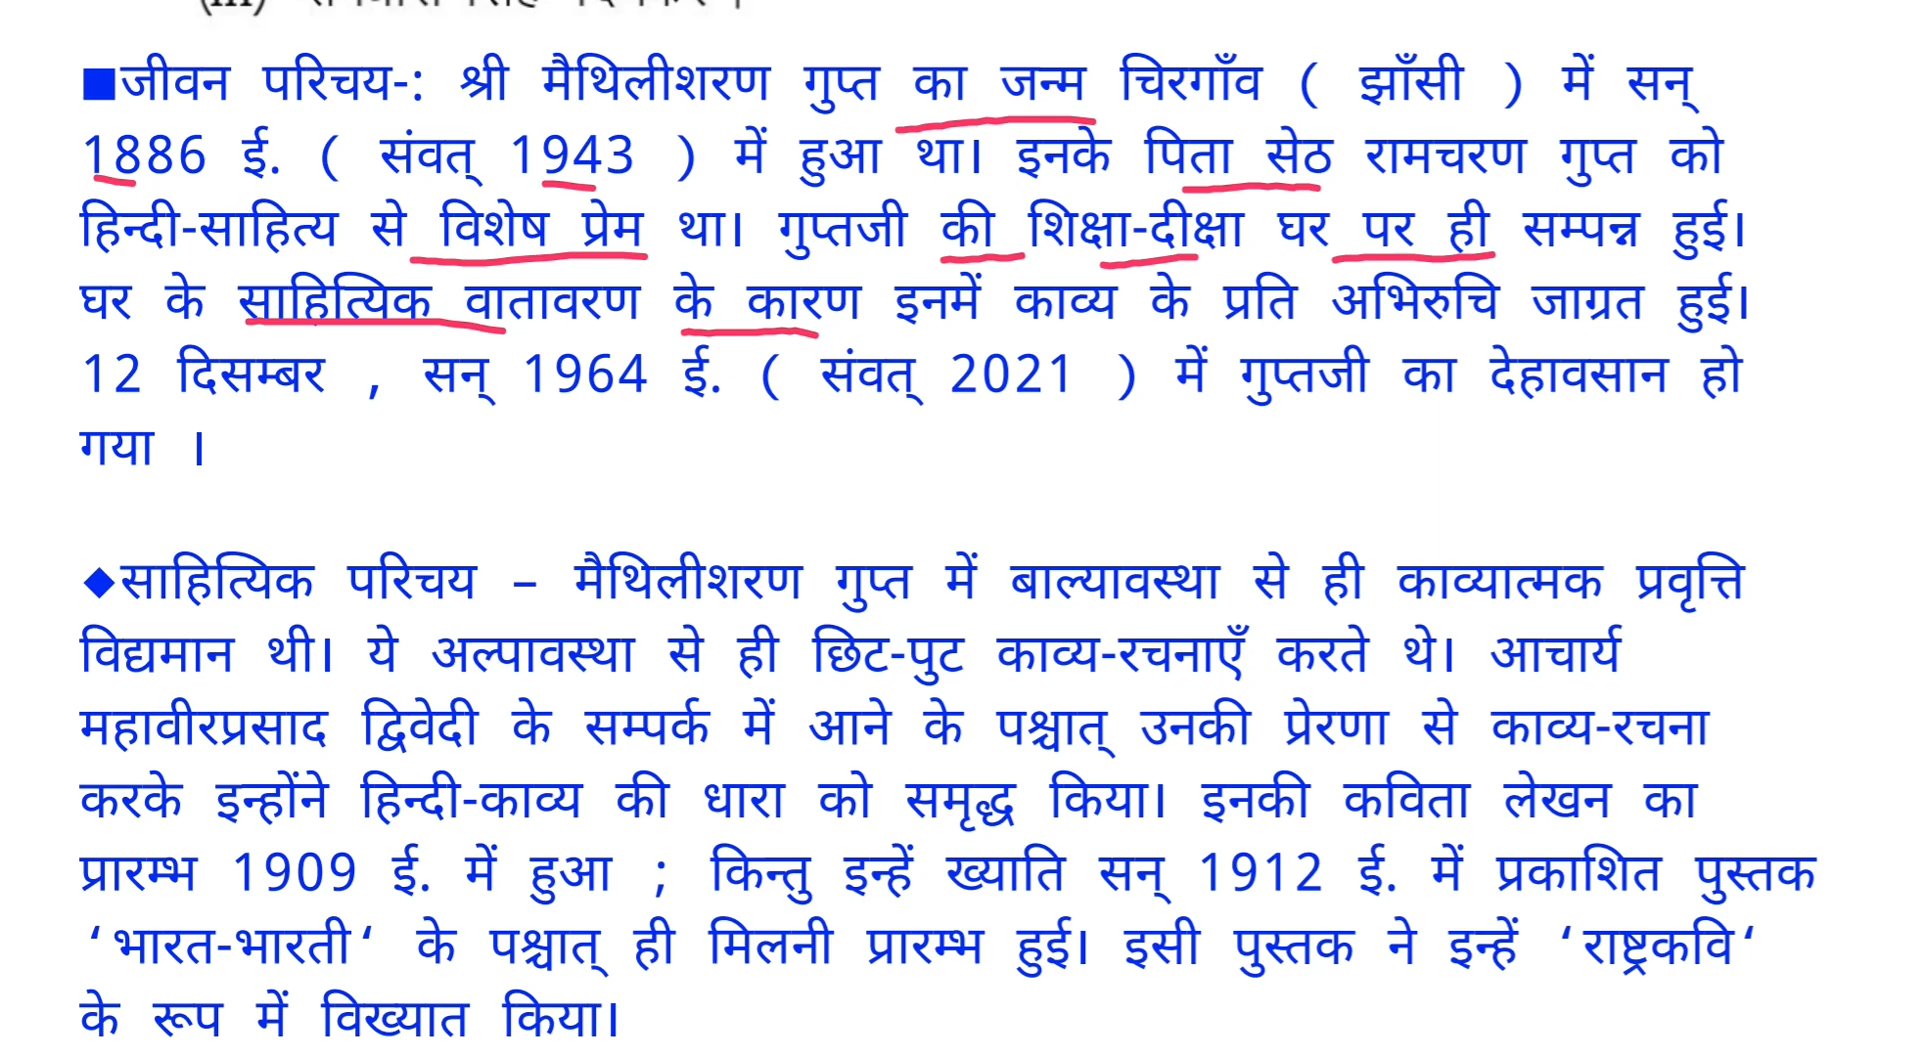 ■जीवन परिचय-: श्री मैथिलीशरण गुप्त का जन्म चिरगाँव ( झाँसी ) में सन्
1886 ई. ( संवत् 1943 ) में हुआ था। इनके पिता सेठ रामचरण गुप्त को
हिन्दी-साहित्य से विशेष प्रेम था। गुप्तजी की शिक्षा-दीक्षा घर पर ही सम्पन्न हुई।
घर के साहित्यिक वातावरण के कारण इनमें काव्य के प्रति अभिरुचि जाग्रत हुई।
12 दिसम्बर , सन् 1964 ई. ( संवत् 2021 ) में गुप्तजी का देहावसान हो
गया ।
◆साहित्यिक परिचय – मैथिलीशरण गुप्त में बाल्यावस्था से ही काव्यात्मक प्रवृत्ति
विद्यमान थी। ये अल्पावस्था से ही छिट-पुट काव्य-रचनाएँ करते थे। आचार्य
महावीरप्रसाद द्विवेदी के सम्पर्क में आने के पश्चात् उनकी प्रेरणा से काव्य-रचना
करके इन्होंने हिन्दी-काव्य की धारा को समृद्ध किया। इनकी कविता लेखन का
प्रारम्भ 1909 ई. में हुआ ; किन्तु इन्हें ख्याति सन् 1912 ई. में प्रकाशित पुस्तक
‘भारत-भारती‘ के पश्चात् ही मिलनी प्रारम्भ हुई। इसी पुस्तक ने इन्हें ‘राष्ट्रकवि‘
के रूप में विख्यात किया।